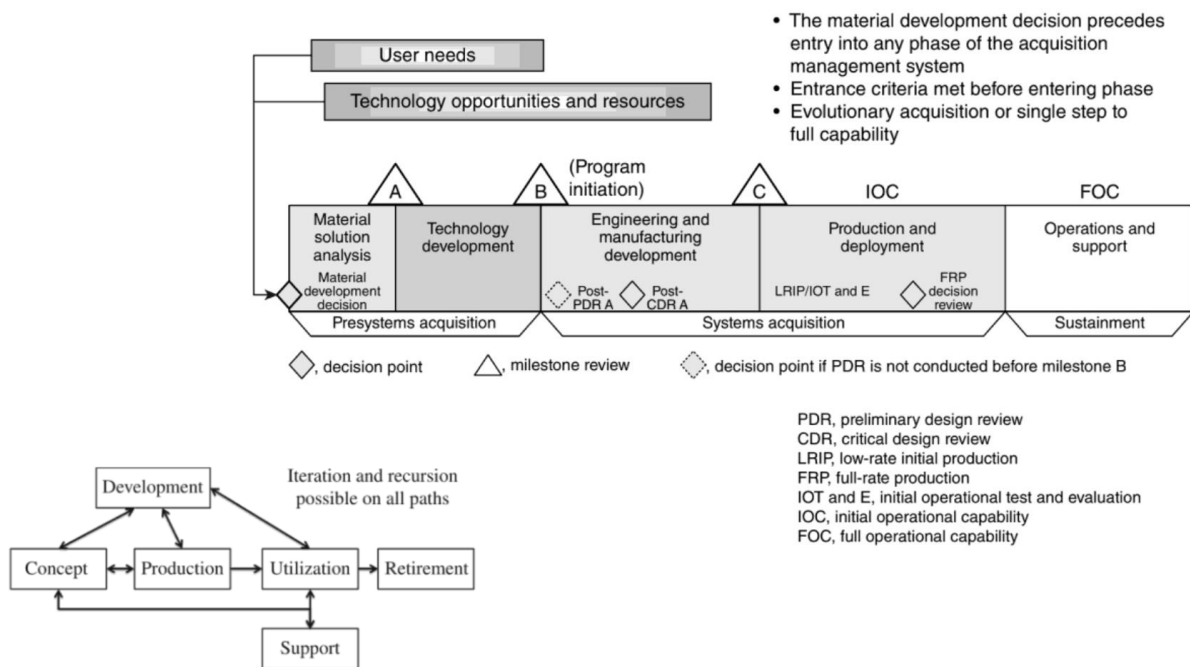 • The material development decision precedes
entry into any phase of the acquisition
management system
• Entrance criteria met before entering phase
• Evolutionary acquisition or single step to
full capability
User needs
Technology opportunities and resources
A
B
(Program
initiation)
C
IOC
FOC
Material
solution
analysis
Material
development
decision
Technology
development
Engineering and
manufacturing
development
Post-
PDR A
Post-
CDR A
Production and
deployment
LRIP/IOT and E
FRP
decision
review
Operations and
support
Presystems acquisition
Systems acquisition
Sustainment
, decision point
, milestone review
, decision point if PDR is not conducted before milestone B
PDR, preliminary design review
CDR, critical design review
LRIP, low-rate initial production
FRP, full-rate production
IOT and E, initial operational test and evaluation
IOC, initial operational capability
FOC, full operational capability
Iteration and recursion
possible on all paths
Development
Concept
Production
Utilization
Retirement
Support